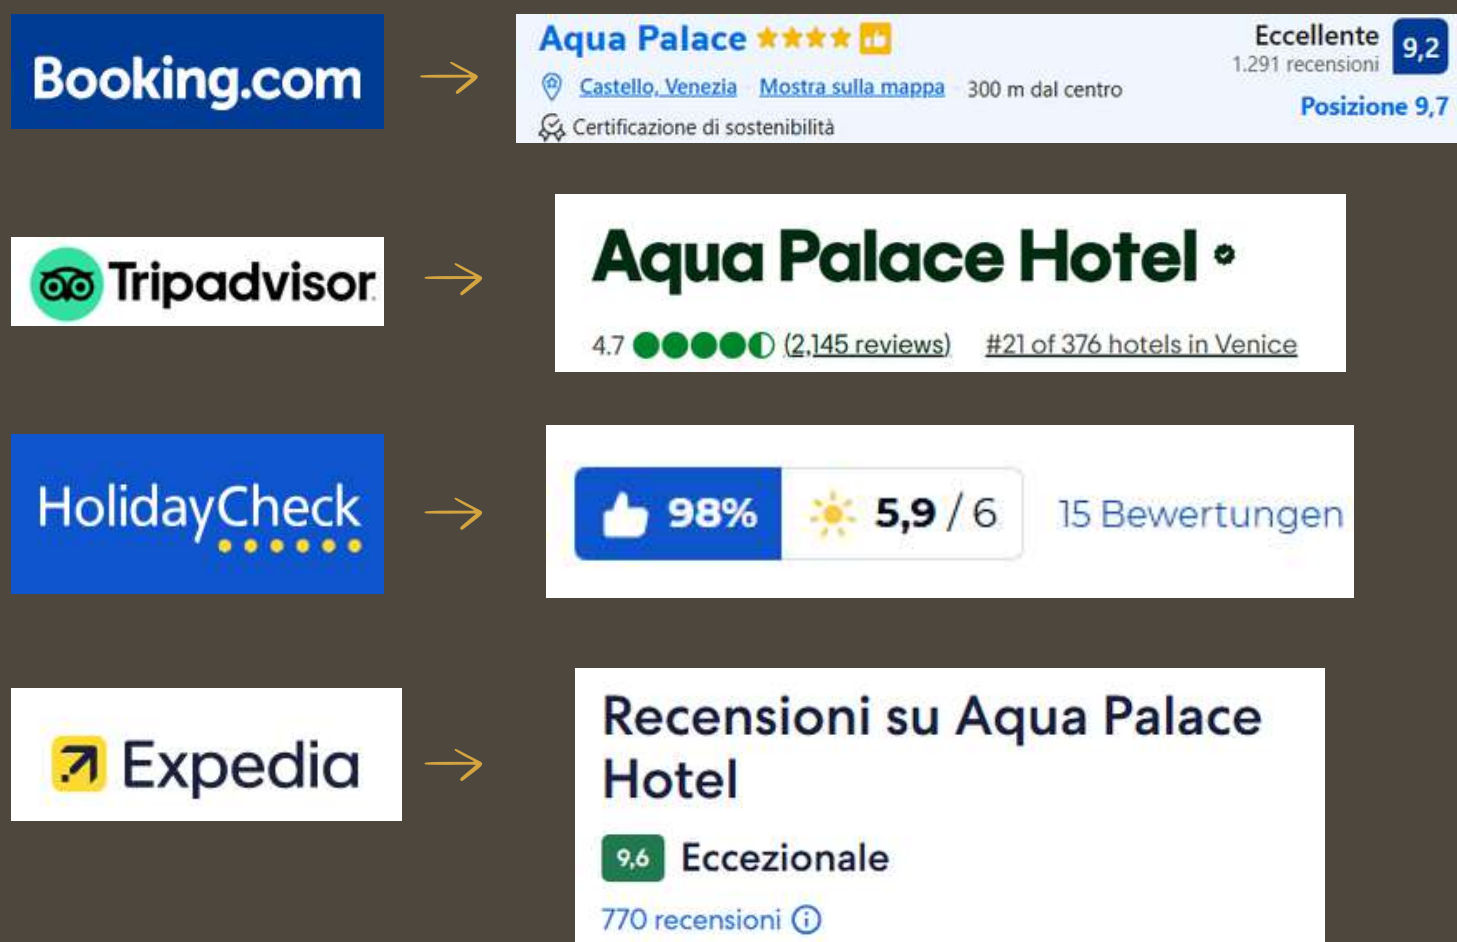 Booking.com
Aqua Palace
Eccellente
9,2
1.291 recensioni
Castello, Venezia Mostra sulla mappa 300 m dal centro
Posizione 9,7
Certificazione di sostenibilità
Tripadvisor
Aqua Palace Hotel
4.7 (2,145 reviews) #21 of 376 hotels in Venice
HolidayCheck
98% 5,9 / 6 15 Bewertungen
Expedia
Recensioni su Aqua Palace
Hotel
9,6 Eccezionale
770 recensioni